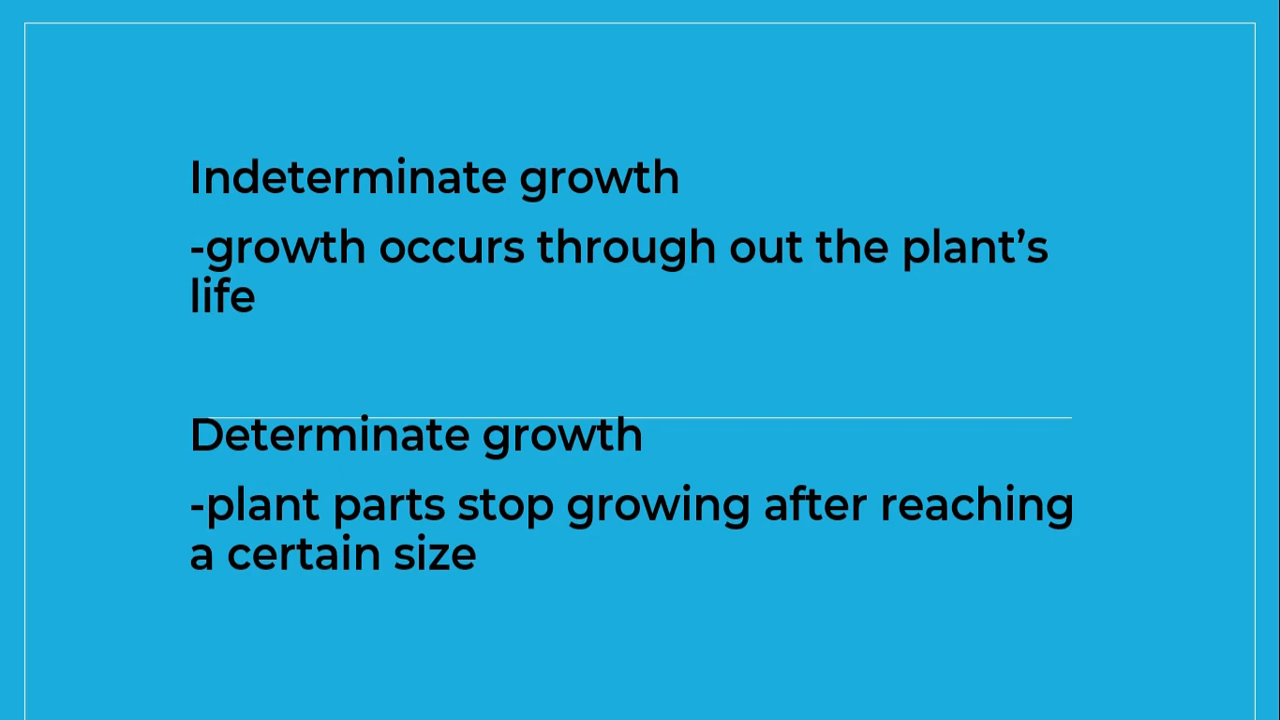 Indeterminate growth
-growth occurs through out the plant’s
life
Determinate growth
-plant parts stop growing after reaching
a certain size